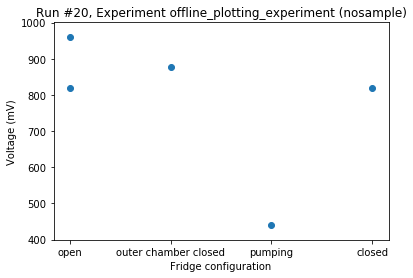 Run #20, Experiment offline_plotting_experiment (nosample)
1000
900
800
700
600
500
400
Voltage (mV)
open outer chamber closed pumping closed
Fridge configuration